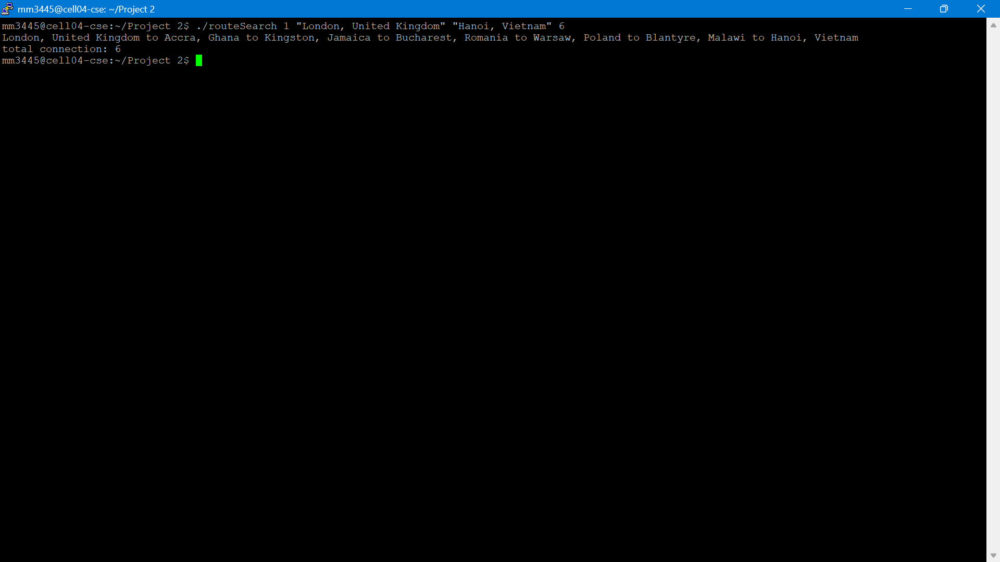 mm3445@cell04-cse: ~/Project 2
mm3445@cell04-cse:~/Project 2$ ./routeSearch 1 "London, United Kingdom" "Hanoi, Vietnam" 6
London, United Kingdom to Accra, Ghana to Kingston, Jamaica to Bucharest, Romania to Warsaw, Poland to Blantyre, Malawi to Hanoi, Vietnam
total connection: 6
mm3445@cell04-cse:~/Project 2$